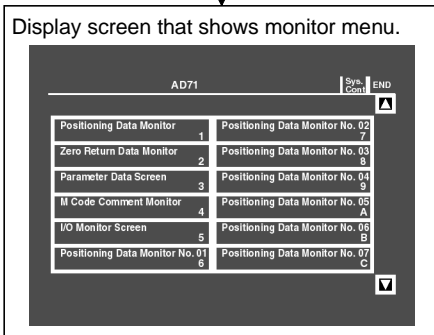 Display screen that shows monitor menu.
AD71
Sys. Cont
END
Positioning Data Monitor 1
Positioning Data Monitor No. 02 7
Zero Return Data Monitor 2
Positioning Data Monitor No. 03 8
Parameter Data Screen 3
Positioning Data Monitor No. 04 9
M Code Comment Monitor 4
Positioning Data Monitor No. 05 A
I/O Monitor Screen 5
Positioning Data Monitor No. 06 B
Positioning Data Monitor No. 01 6
Positioning Data Monitor No. 07 C